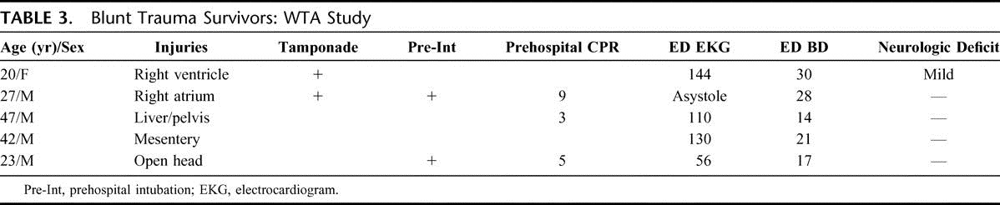 TABLE 3. Blunt Trauma Survivors: WTA Study
Age (yr)/Sex Injuries Tamponade Pre-Int Prehospital CPR ED EKG ED BD Neurologic Deficit
20/F Right ventricle + 144 30 Mild
27/M Right atrium + + 9 Asystole 28 —
47/M Liver/pelvis 3 110 14 —
42/M Mesentery 130 21 —
23/M Open head + 5 56 17 —
Pre-Int, prehospital intubation; EKG, electrocardiogram.